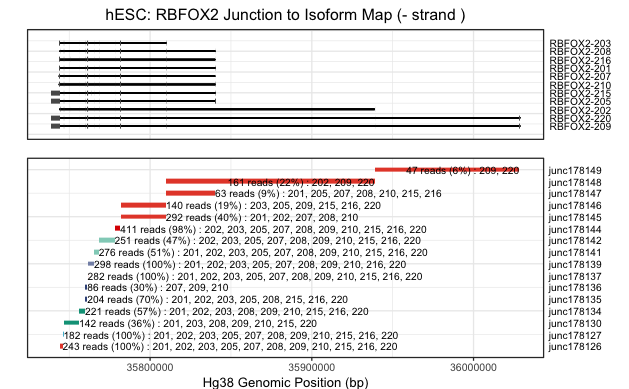 hESC: RBFOX2 Junction to Isoform Map (- strand )
RBFOX2-203
RBFOX2-208
RBFOX2-216
RBFOX2-201
RBFOX2-207
RBFOX2-210
RBFOX2-215
RBFOX2-205
RBFOX2-202
RBFOX2-220
RBFOX2-209
47 reads (6%) : 209, 220 junc178149
161 reads (22%) : 202, 209, 220 junc178148
63 reads (9%) : 201, 205, 207, 208, 210, 215, 216 junc178147
140 reads (19%) : 203, 205, 209, 215, 216, 220 junc178146
292 reads (40%) : 201, 202, 207, 208, 210 junc178145
411 reads (98%) : 202, 203, 205, 207, 208, 209, 210, 215, 216, 220 junc178144
251 reads (47%) : 202, 203, 205, 207, 208, 209, 210, 215, 216, 220 junc178142
276 reads (51%) : 201, 202, 203, 205, 207, 208, 209, 215, 216, 220 junc178141
298 reads (100%) : 201, 202, 203, 205, 207, 208, 209, 210, 215, 216, 220 junc178139
282 reads (100%) : 201, 202, 203, 205, 207, 208, 209, 210, 215, 216, 220 junc178137
86 reads (30%) : 207, 209, 210 junc178136
204 reads (70%) : 201, 202, 203, 205, 208, 215, 216, 220 junc178135
221 reads (57%) : 201, 202, 203, 208, 209, 210, 215, 216, 220 junc178134
142 reads (36%) : 201, 203, 208, 209, 210, 215, 220 junc178130
182 reads (100%) : 201, 202, 203, 205, 207, 208, 209, 210, 215, 216, 220 junc178127
243 reads (100%) : 201, 202, 203, 205, 207, 208, 209, 210, 215, 216, 220 junc178126
35800000 35900000 36000000
Hg38 Genomic Position (bp)